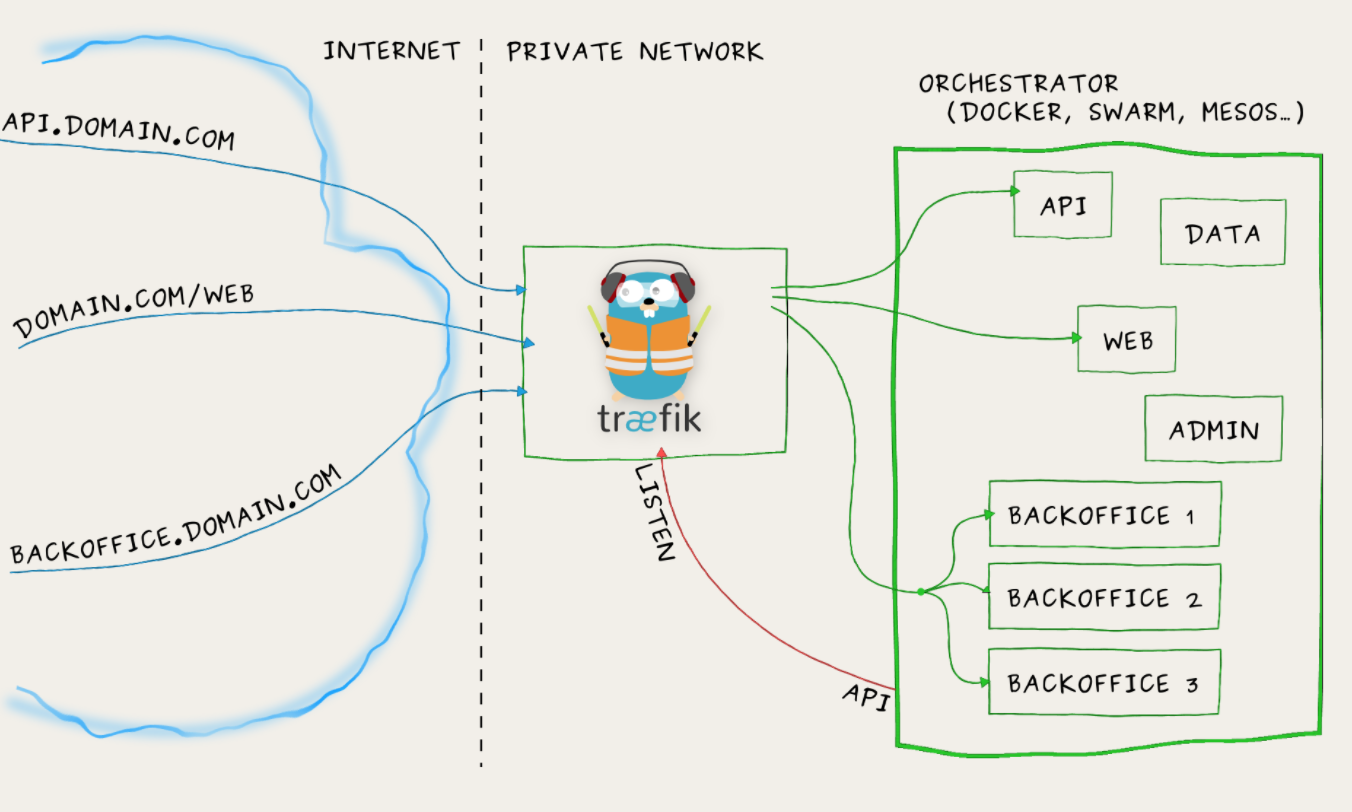 INTERNET
PRIVATE NETWORK
ORCHESTRATOR
(DOCKER, SWARM, MESOS…)
API.DOMAIN.COM
DOMAIN.COM/WEB
BACKOFFICE.DOMAIN.COM
træfik
LISTEN
API
API
DATA
WEB
ADMIN
BACKOFFICE 1
BACKOFFICE 2
BACKOFFICE 3